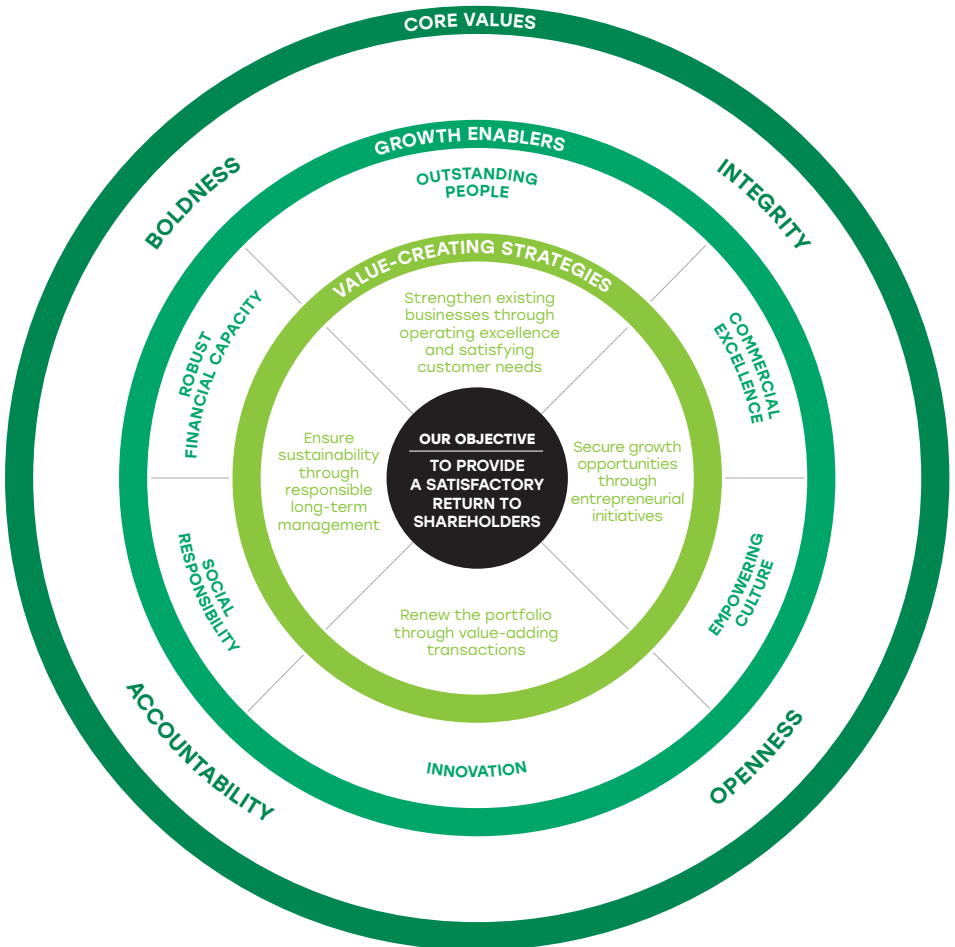 CORE VALUES
BOLDNESS
INTEGRITY
ACCOUNTABILITY
OPENNESS
GROWTH ENABLERS
OUTSTANDING
PEOPLE
ROBUST
FINANCIAL CAPACITY
COMMERCIAL
EXCELLENCE
SOCIAL
RESPONSIBILITY
EMPOWERING
CULTURE
INNOVATION
VALUE-CREATING STRATEGIES
Strengthen existing
businesses through
operating excellence
and satisfying
customer needs
Ensure
sustainability
through
responsible
long-term
management
Secure growth
opportunities
through
entrepreneurial
initiatives
Renew the portfolio
through value-adding
transactions
OUR OBJECTIVE
TO PROVIDE
A SATISFACTORY
RETURN TO
SHAREHOLDERS